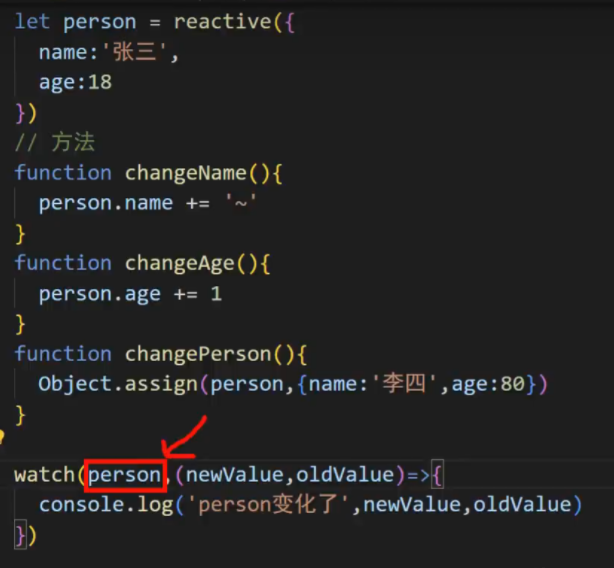 let person = reactive({
name:'张三',
age:18
})
// 方法
function changeName(){
person.name += '~'
}
function changeAge(){
person.age += 1
}
function changePerson(){
Object.assign(person,{name:'李四',age:80})
}
watch(person,(newValue,oldValue)=>{
console.log('person变化了',newValue,oldValue)
})